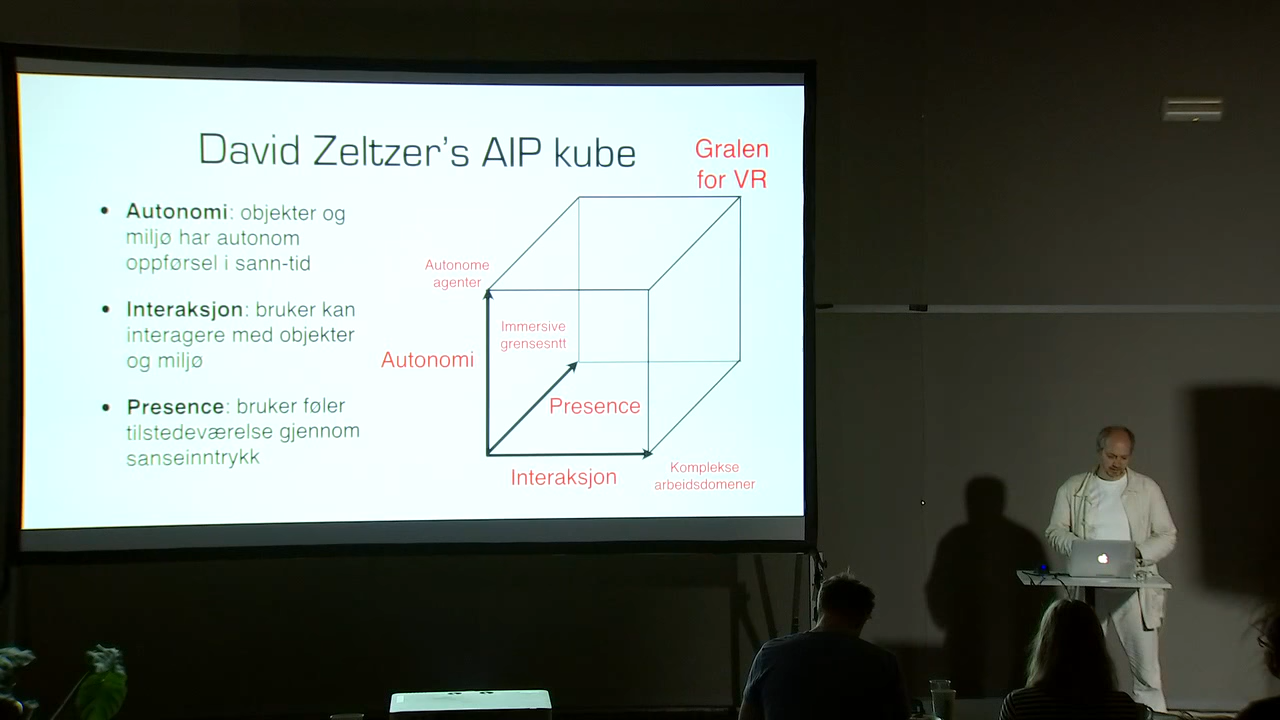 David Zeltzer's AIP kube
• Autonomi: objekter og
miljø har autonom
oppførsel i sann-tid
• Interaksjon: bruker kan
interagere med objekter
og miljø
• Presence: bruker føler
tilstedeværelse gjennom
sanseinntrykk
Gralen
for VR
Autonome
agenter
Immersive
grensesntt
Autonomi
Presence
Interaksjon
Komplekse
arbeidsdomener